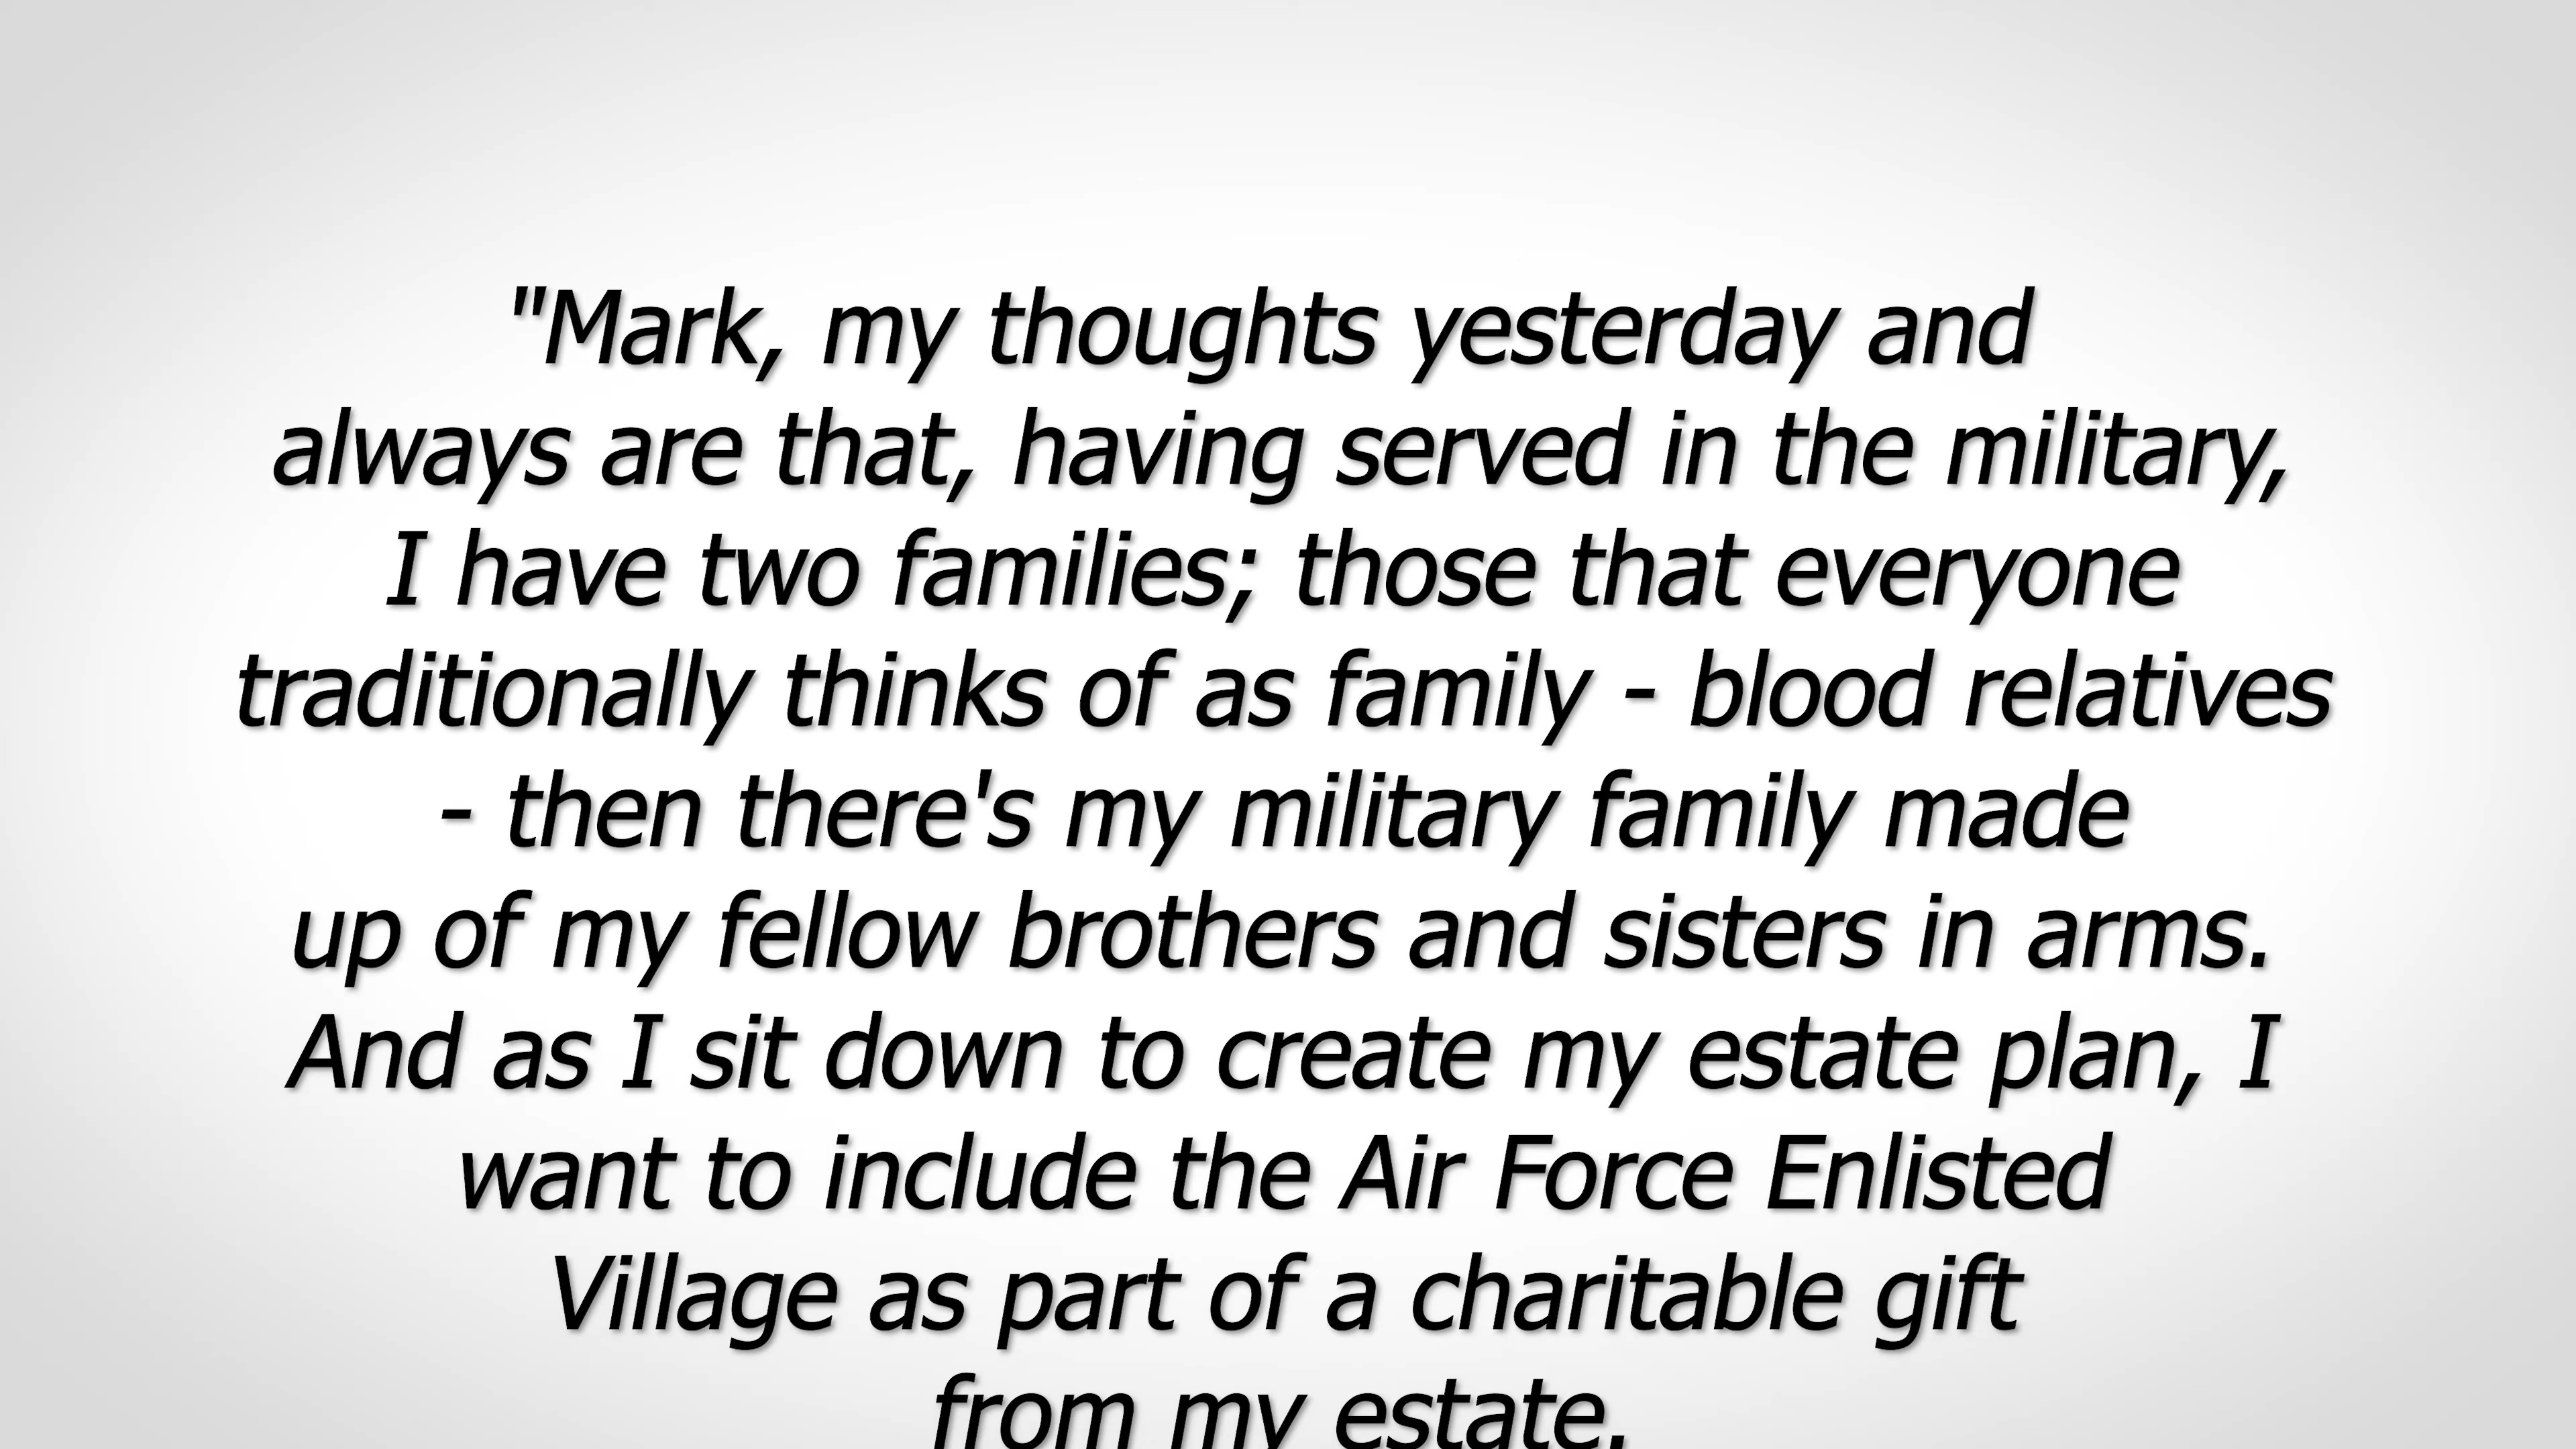 "Mark, my thoughts yesterday and
always are that, having served in the military,
I have two families; those that everyone
traditionally thinks of as family - blood relatives
- then there's my military family made
up of my fellow brothers and sisters in arms.
And as I sit down to create my estate plan, I
want to include the Air Force Enlisted
Village as part of a charitable gift
from my estate.